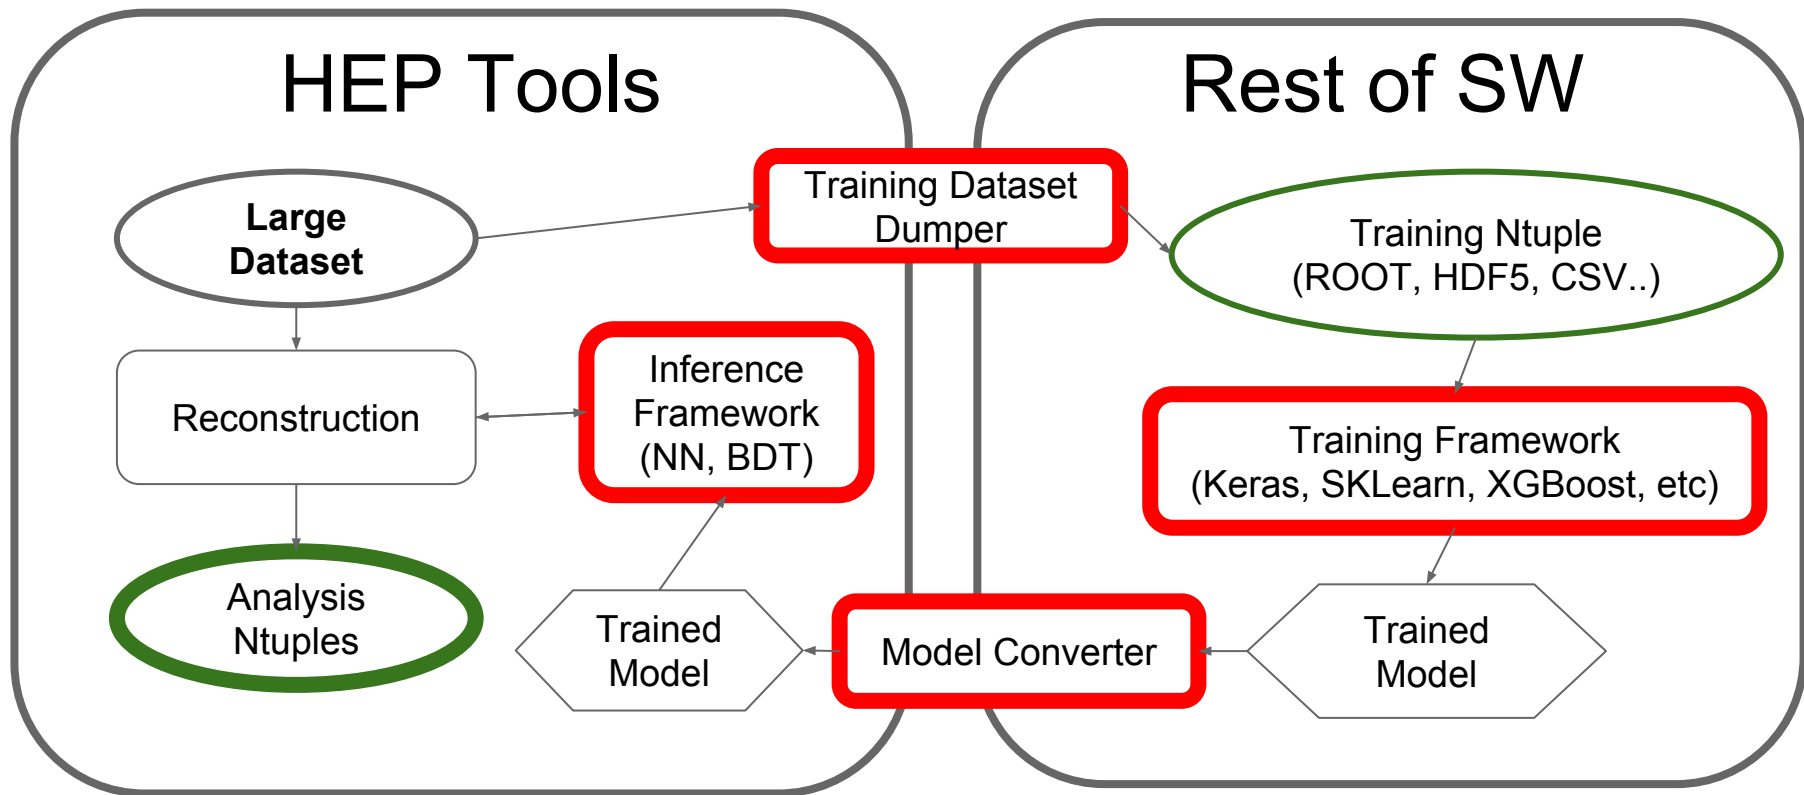 HEP Tools
Rest of SW
Training Dataset
Dumper
Large
Dataset
Training Ntuple
(ROOT, HDF5, CSV..)
Inference
Framework
(NN, BDT)
Reconstruction
Training Framework
(Keras, SKLearn, XGBoost, etc)
Analysis
Ntuples
Trained
Model
Model Converter
Trained
Model